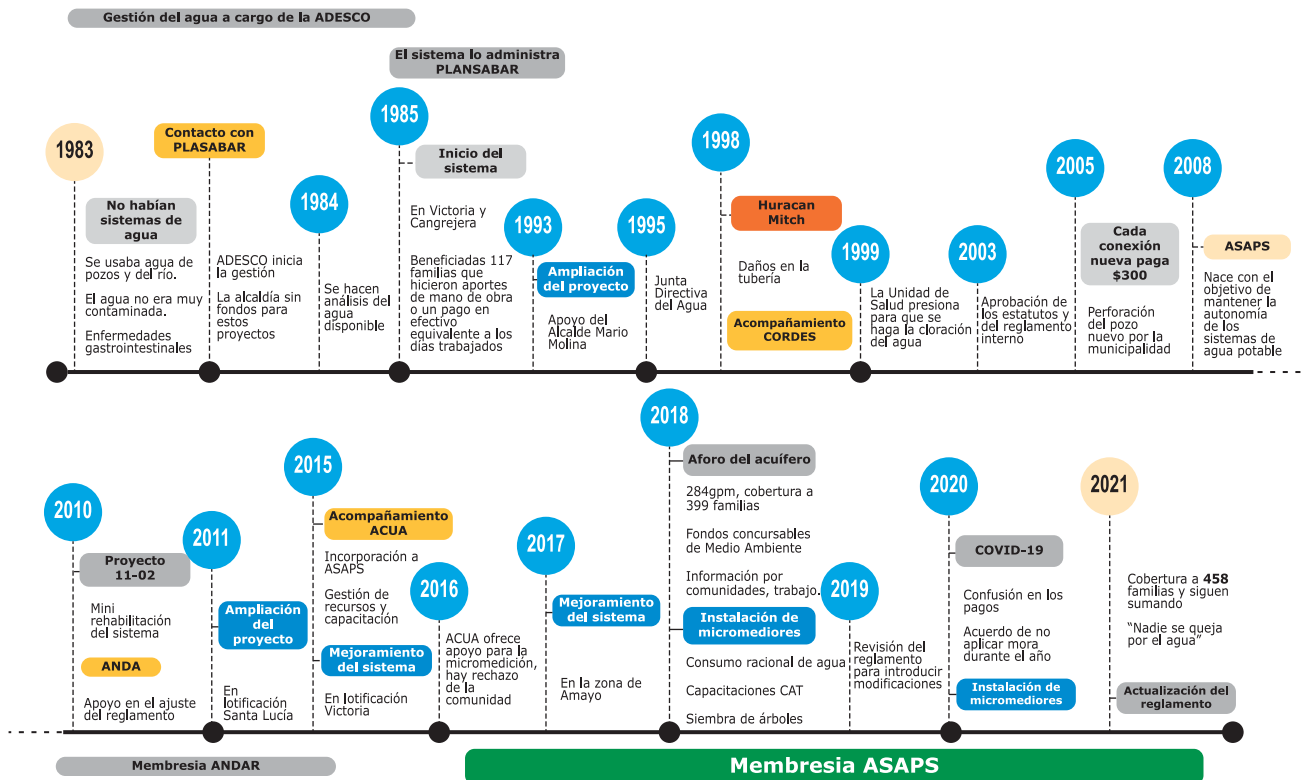 Gestión del agua a cargo de la ADESCO
El sistema lo administra
PLANSABAR
1983
No habían
sistemas de
agua
Se usaba agua de
pozos y del río.
El agua no era muy
contaminada.
Enfermedades
gastrointestinales
Contacto con
PLASABAR
ADESCO inicia
la gestión
La alcaldía sin
fondos para
estos
proyectos
1984
Se hacen
análisis del
agua
disponible
1985
Inicio del
sistema
En Victoria y
Cangrejera
Beneficiadas 117
familias que
hicieron aportes
de mano de obra
o un pago en
efectivo
equivalente a los
días trabajados
1993
Ampliación
del proyecto
Apoyo del
Alcalde Mario
Molina
1995
Junta
Directiva
del Agua
1998
Huracan
Mitch
Daños en la
tubería
Acompañamiento
CORDES
1999
La Unidad de
Salud presiona
para que se
haga la cloración
del agua
2003
Aprobación de
los estatutos y
del reglamento
interno
2005
Cada
conexión
nueva paga
$300
Perforación
del pozo
nuevo por la
municipalidad
2008
ASAPS
Nace con el
objetivo de
mantener la
autonomía
de los
sistemas de
agua potable
2010
Proyecto
11-02
Mini
rehabilitación
del sistema
ANDA
Apoyo en el ajuste
del reglamento
2011
Ampliación
del
proyecto
En
lotificación
Santa Lucía
2015
Acompañamiento
ACUA
Incorporación a
ASAPS
Gestión de
recursos y
capacitación
Mejoramiento
del sistema
En lotificación
Victoria
2016
ACUA ofrece
apoyo para la
micromedición,
hay rechazo de
la comunidad
2017
Mejoramiento
del sistema
En la zona de
Amayo
2018
Aforo del acuífero
284gpm, cobertura a
399 familias
Fondos concursables
de Medio Ambiente
Información por
comunidades, trabajo.
Instalación de
micromediores
Consumo racional de agua
Capacitaciones CAT
Siembra de árboles
2019
Revisión del
reglamento
para introducir
modificaciones
2020
COVID-19
Confusión en los
pagos
Acuerdo de no
aplicar mora
durante el año
Instalación de
micromediores
2021
Cobertura a 458
familias y siguen
sumando
“Nadie se queja
por el agua”
Actualización del
reglamento
Membresia ANDAR
Membresia ASAPS